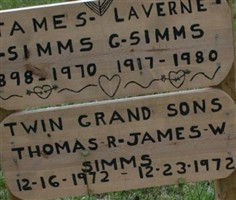 JAMES- LAVERNE-
-SIMMS G-SIMMS
898-1970 1917-1980
TWIN GRAND SONS
THOMAS-R-JAMES-W
SIMMS
12-16-1972 - 12-23-1972